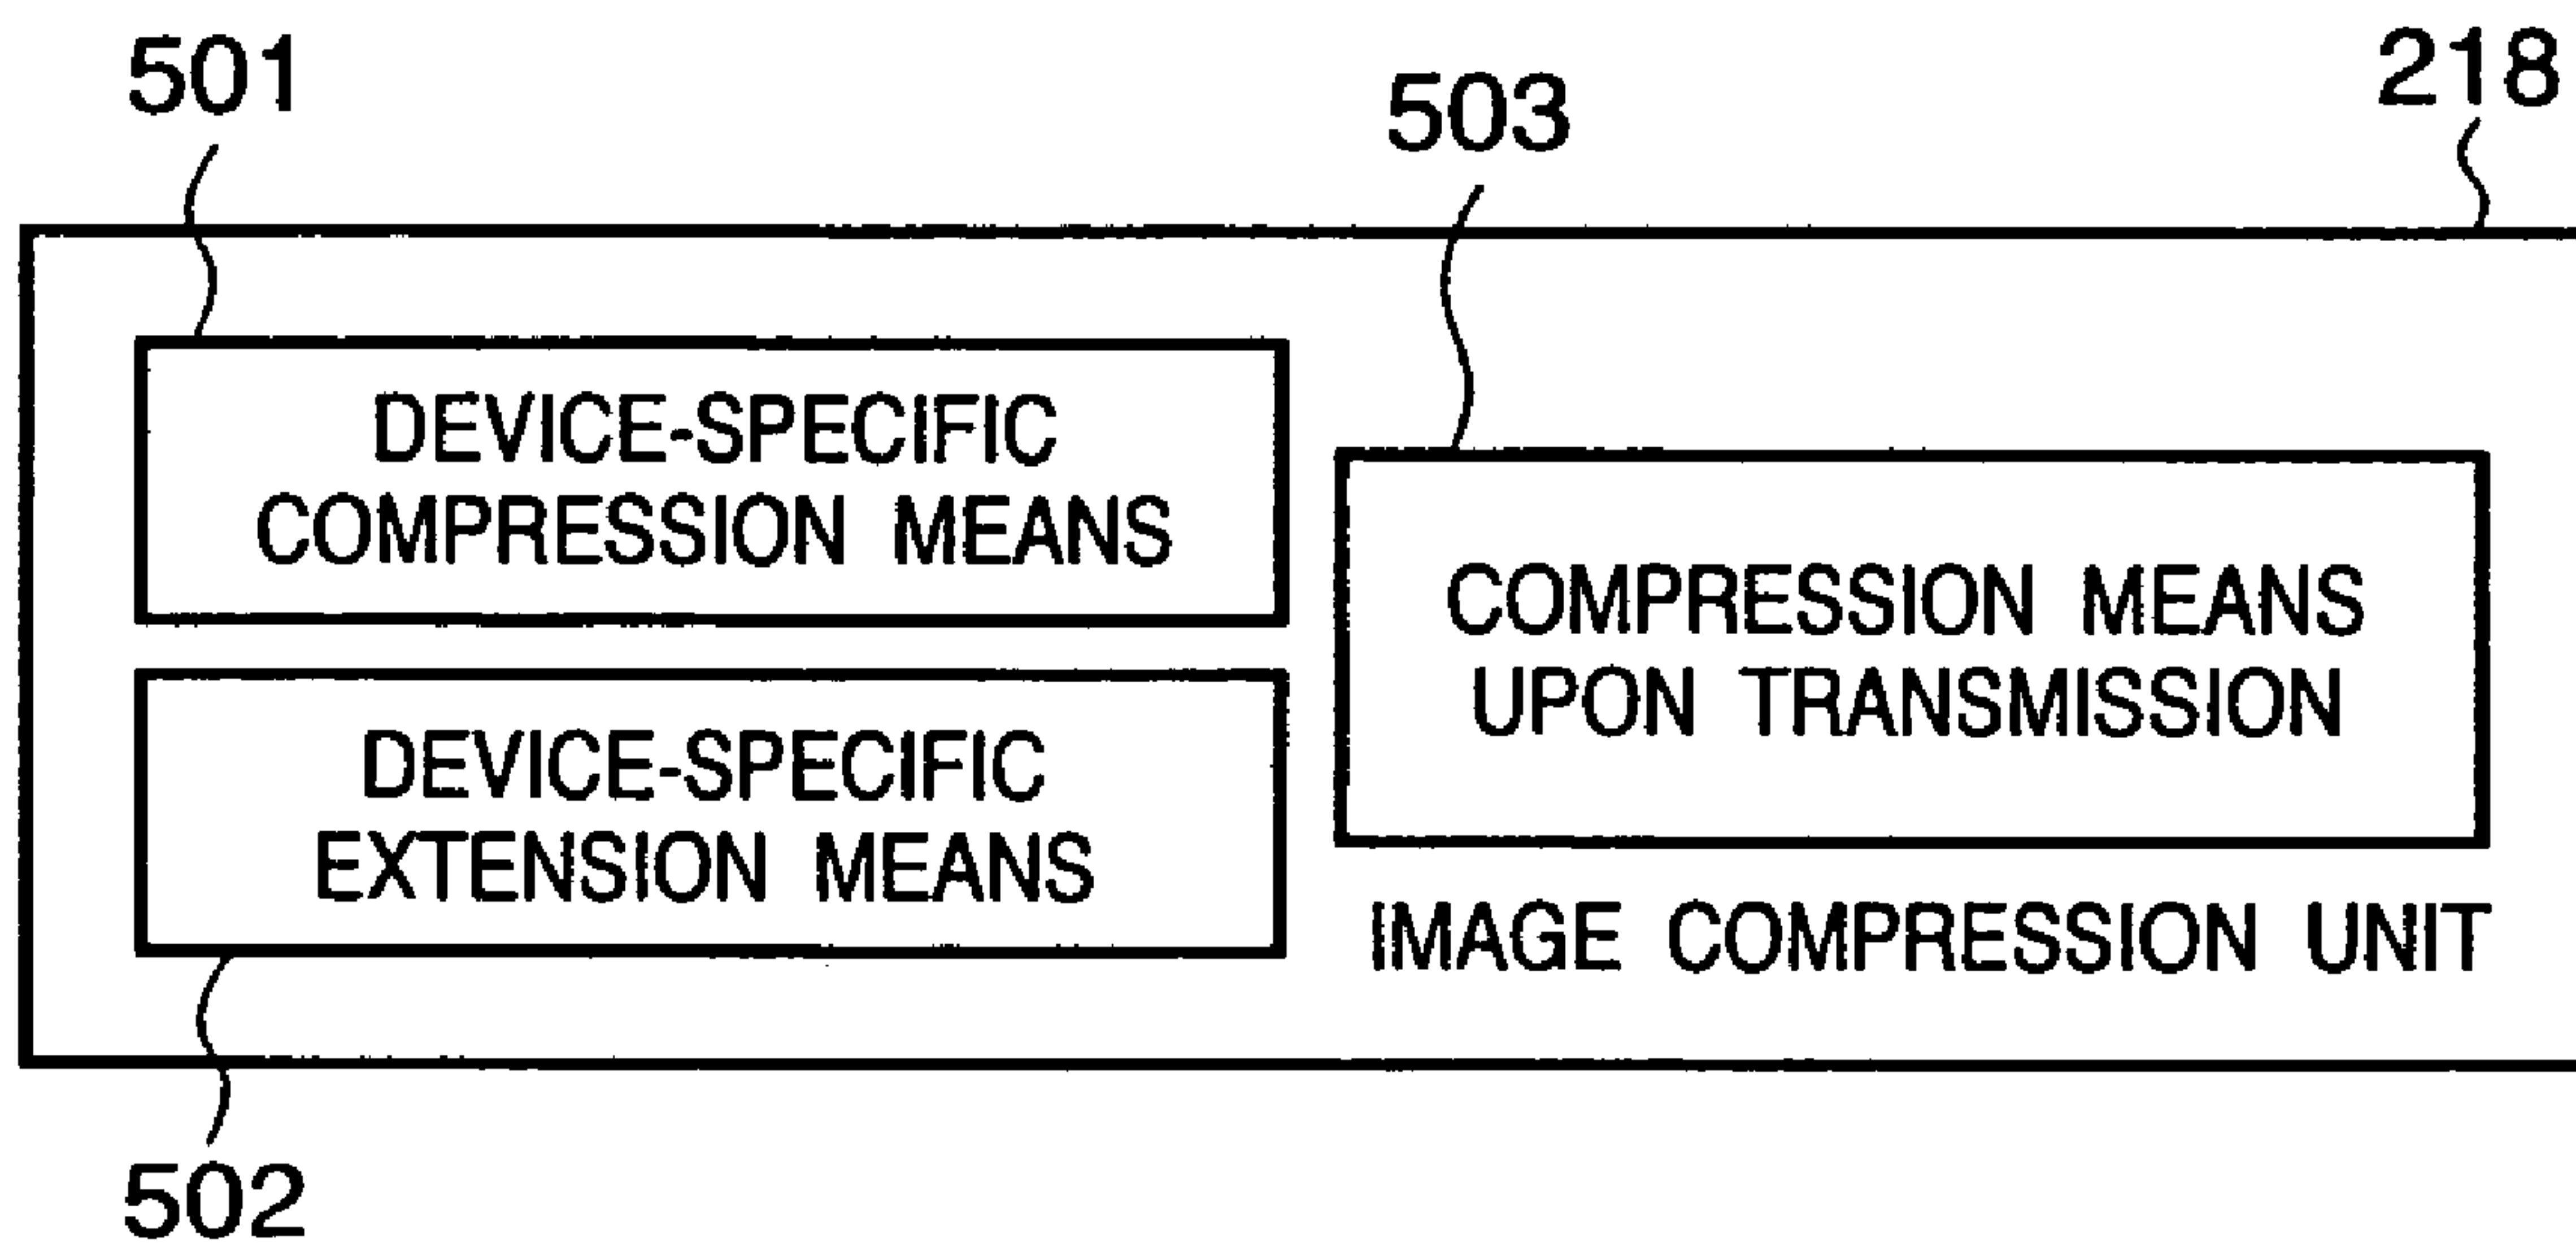 501
503
218
DEVICE-SPECIFIC
COMPRESSION MEANS
COMPRESSION MEANS
UPON TRANSMISSION
DEVICE-SPECIFIC
EXTENSION MEANS
IMAGE COMPRESSION UNIT
502